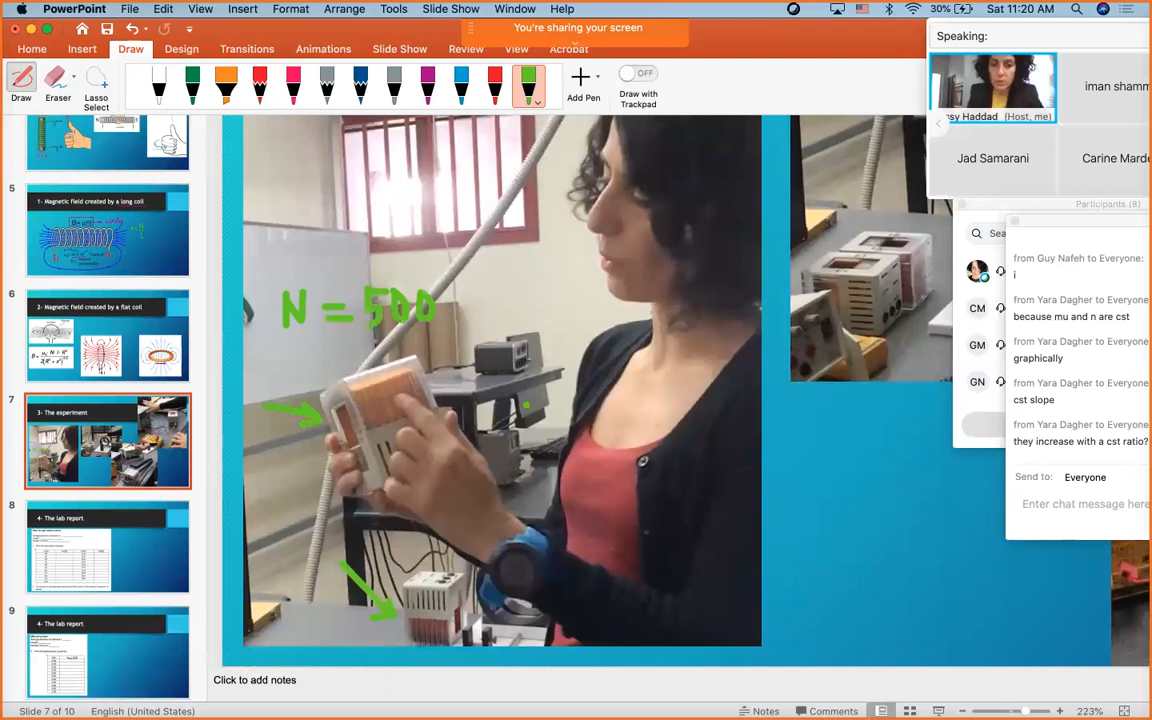 PowerPoint File Edit View Insert Format Arrange Tools Slide Show Window Help
30% Sat 11:20 AM
You're sharing your screen
Home Insert Draw Design Transitions Animations Slide Show Review View Acrobat
Draw
Eraser
Lasso
Select
Add Pen
OFF
Draw with
Trackpad
Speaking:
iman shamm
sy Haddad (Host, me)
Jad Samarani
Carine Marde
Participants (8)
Sea
CM
GM
GN
from Guy Nafeh to Everyone:
i
from Yara Dagher to Everyone
because mu and n are cst
from Yara Dagher to Everyone
graphically
from Yara Dagher to Everyone
cst slope
from Yara Dagher to Everyone
they increase with a cst ratio?
Send to: Everyone
Enter chat message here
5
1- Magnetic field created by a long coil
6
2- Magnetic field created by a flat coil
7
3- The experiment
8
4- The lab report
9
4- The lab report
N = 500
Click to add notes
Slide 7 of 10 English (United States)
Notes Comments 223%